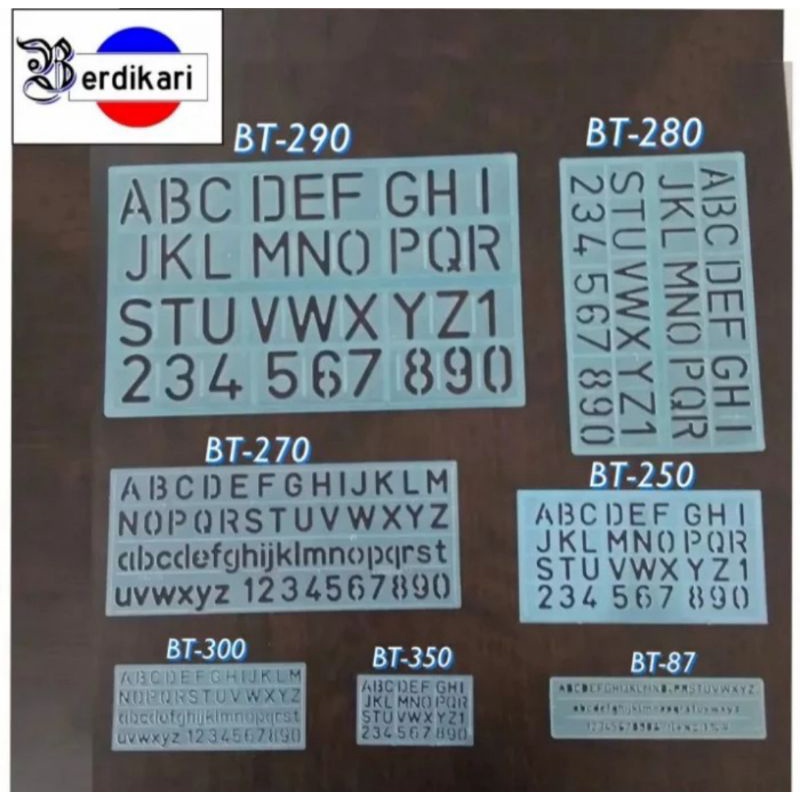 Berdikari
BT-290
ABC DEF GHI
JKL MNO PQR
STU VWX YZ1
234 567 890
BT-280
ABC DEF GHI
JKL MNO PQR
STU VWX YZ1
234 567 890
BT-270
ABCDEFGHIJKLM
NOPQRSTUVWXYZ
abcdefghijklmnopqrst
uvwxyz 1234567890
BT-250
ABC DEF GHI
JKL MNO PQR
STU VWX YZ1
234 567 890
BT-300
ABCDEFGHIJKLM
NOPQRSTUVWXYZ
abcdefghijklmnopqrst
uvwxyz 1234567890
BT-350
ABC DEF GHI
JKL MNO PQR
STU VWX YZ1
234 567 890
BT-87
ABCDEFGHIJKLMNOPQRSTUVWXYZ
abcdefghijklmnopqrstuvwxyz
1234567890